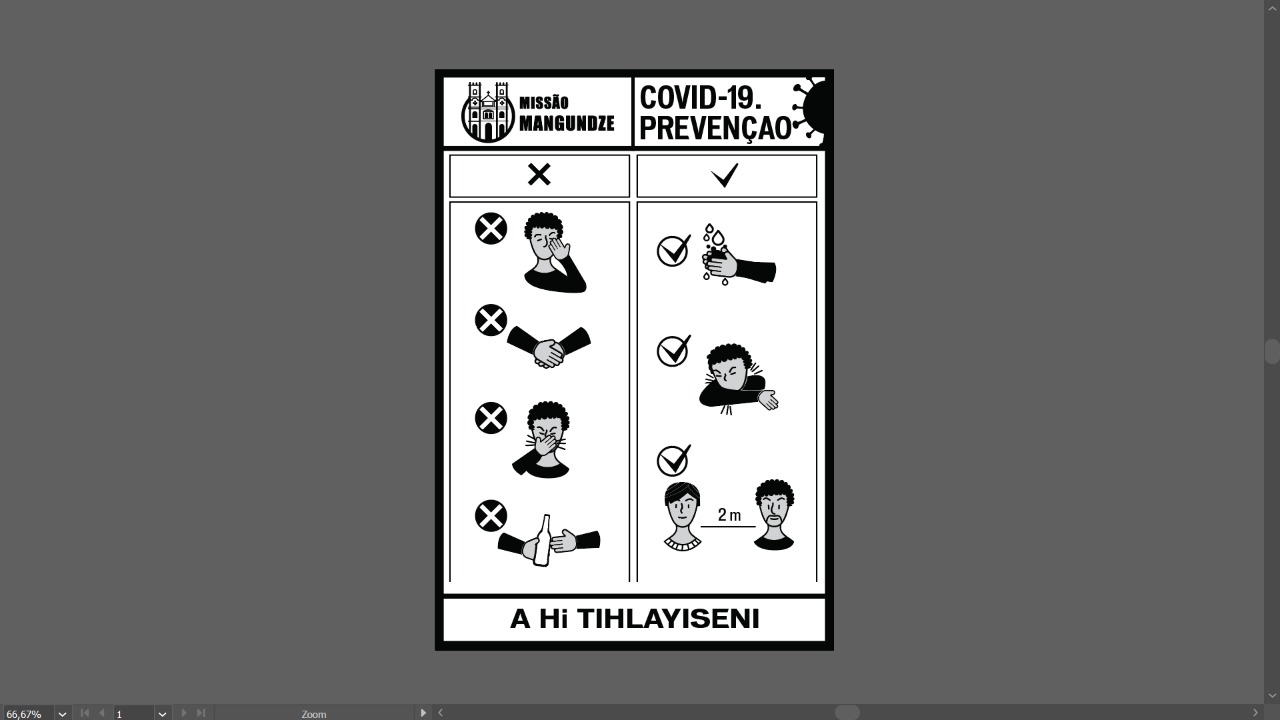 MISSÃO
MANGUNDZE
COVID-19.
PREVENÇAO
2 m
A Hi TIHLAYISENI
66,67%
1
Zoom